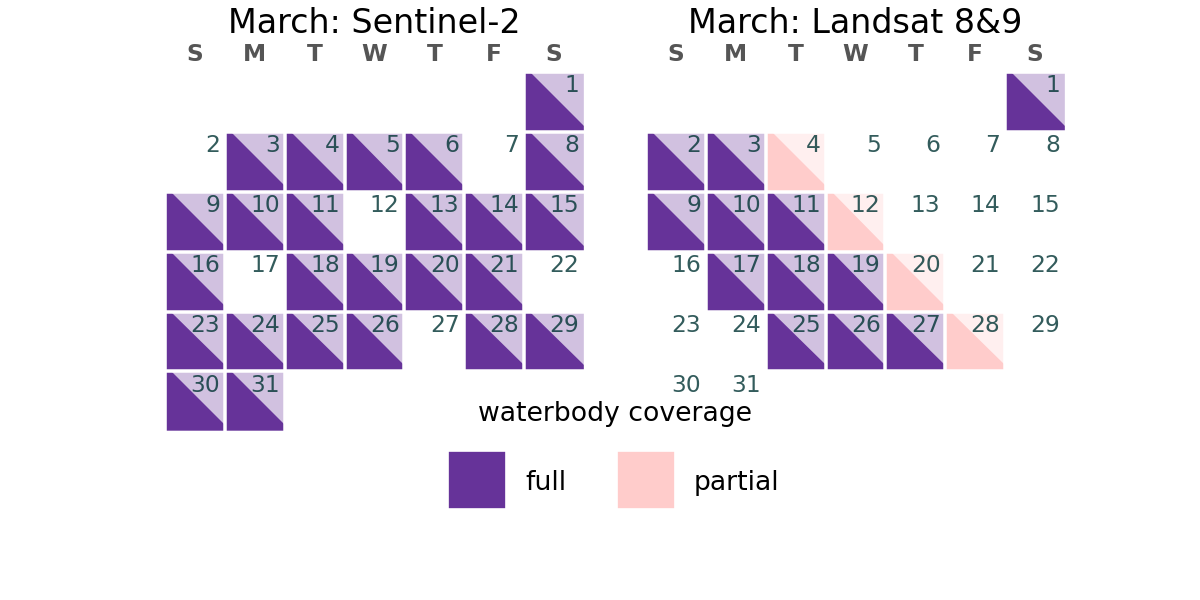 March: Sentinel-2
S M T W T F S
1
2 3 4 5 6 7 8
9 10 11 12 13 14 15
16 17 18 19 20 21 22
23 24 25 26 27 28 29
30 31
March: Landsat 8&9
S M T W T F S
1
2 3 4 5 6 7 8
9 10 11 12 13 14 15
16 17 18 19 20 21 22
23 24 25 26 27 28 29
30 31
waterbody coverage
full
partial